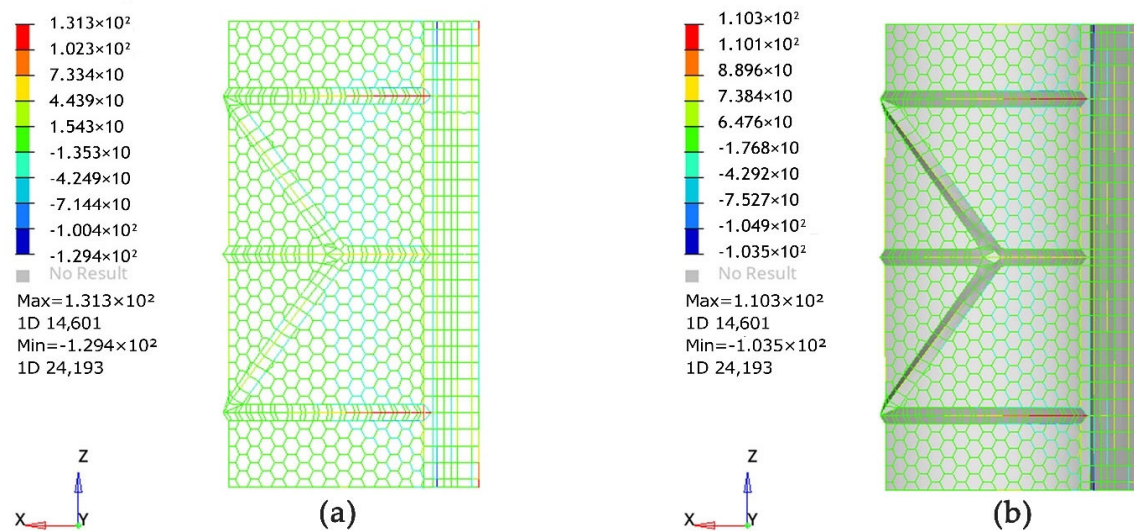 1.313×10²
1.023×10²
7.334×10
4.439×10
1.543×10
-1.353×10
-4.249×10
-7.144×10
-1.004×10²
-1.294×10²
No Result
Max=1.313×10²
1D 14,601
Min=-1.294×10²
1D 24,193
Z
X
Y
(a)
1.103×10²
1.101×10²
8.896×10
7.384×10
6.476×10
-1.768×10
-4.292×10
-7.527×10
-1.049×10²
-1.035×10²
No Result
Max=1.103×10²
1D 14,601
Min=-1.035×10²
1D 24,193
Z
X
Y
(b)